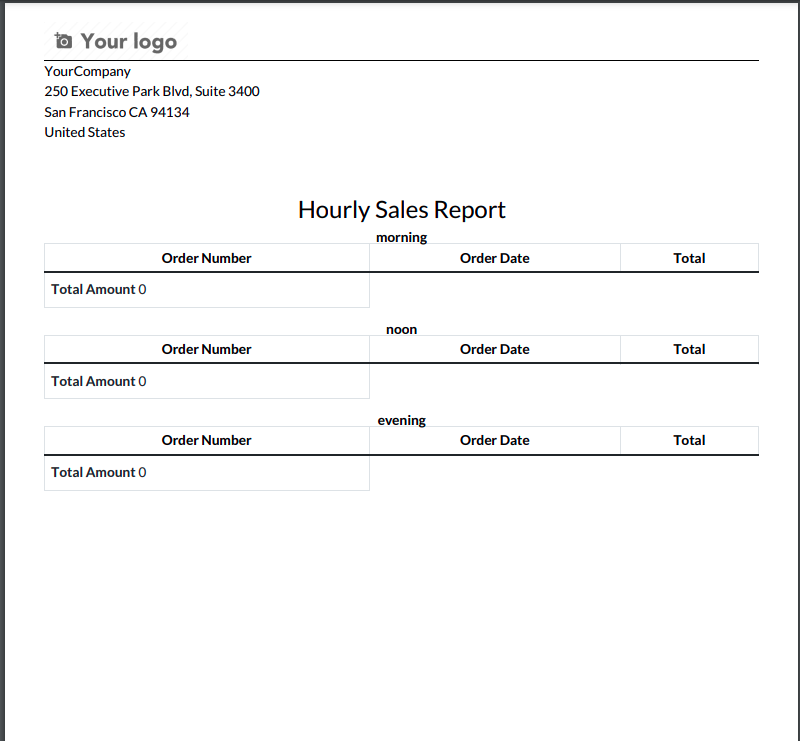 Your logo
YourCompany
250 Executive Park Blvd, Suite 3400
San Francisco CA 94134
United States
Hourly Sales Report
morning
Order Number Order Date Total
Total Amount 0
noon
Order Number Order Date Total
Total Amount 0
evening
Order Number Order Date Total
Total Amount 0